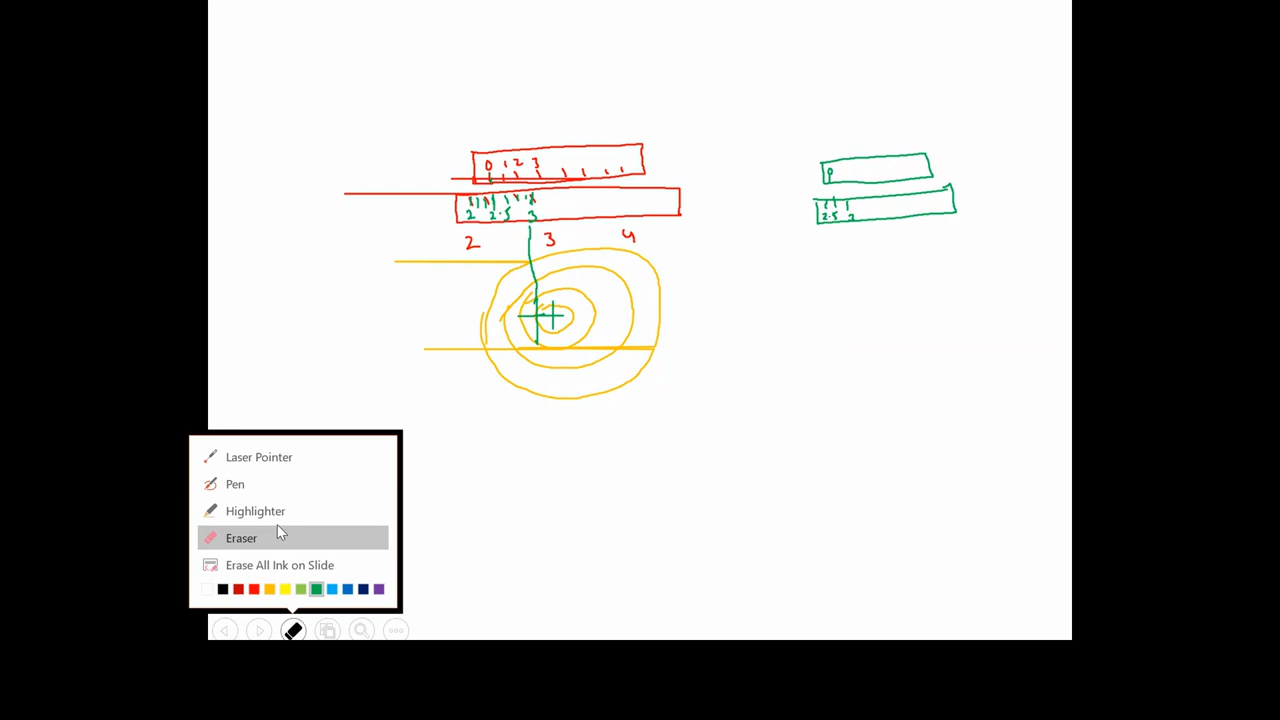 0 1 2 3
2 2.5 3
2 3 4
0
2.5 3
Laser Pointer
Pen
Highlighter
Eraser
Erase All Ink on Slide